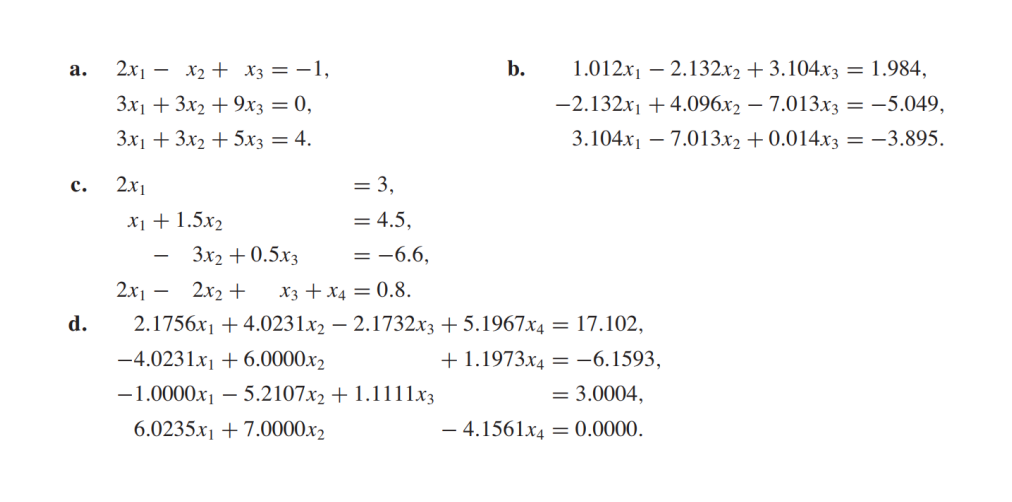 a. 2x₁ − x₂ + x₃ = −1,
3x₁ + 3x₂ + 9x₃ = 0,
3x₁ + 3x₂ + 5x₃ = 4.
b. 1.012x₁ − 2.132x₂ + 3.104x₃ = 1.984,
−2.132x₁ + 4.096x₂ − 7.013x₃ = −5.049,
3.104x₁ − 7.013x₂ + 0.014x₃ = −3.895.
c. 2x₁ = 3,
x₁ + 1.5x₂ = 4.5,
− 3x₂ + 0.5x₃ = −6.6,
2x₁ − 2x₂ + x₃ + x₄ = 0.8.
d. 2.1756x₁ + 4.0231x₂ − 2.1732x₃ + 5.1967x₄ = 17.102,
−4.0231x₁ + 6.0000x₂ + 1.1973x₄ = −6.1593,
−1.0000x₁ − 5.2107x₂ + 1.1111x₃ = 3.0004,
6.0235x₁ + 7.0000x₂ − 4.1561x₄ = 0.0000.